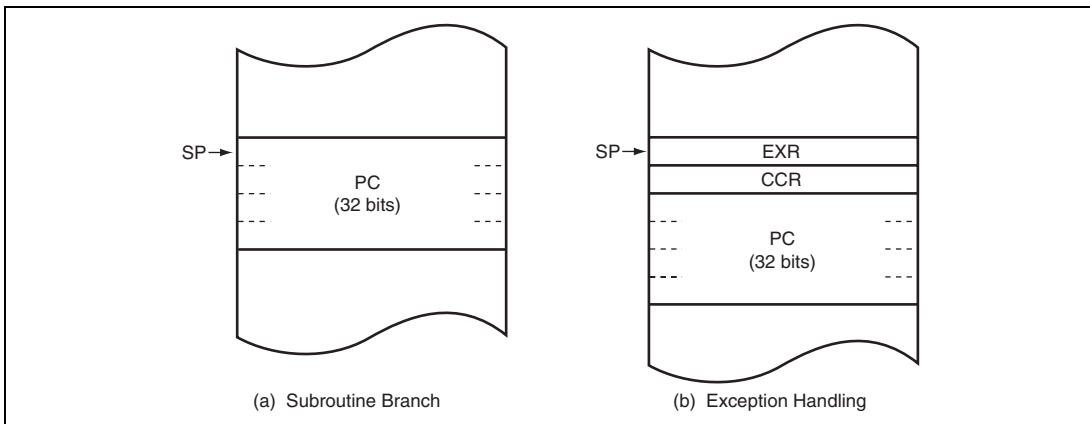 SP
PC
(32 bits)
(a) Subroutine Branch
SP
EXR
CCR
PC
(32 bits)
(b) Exception Handling